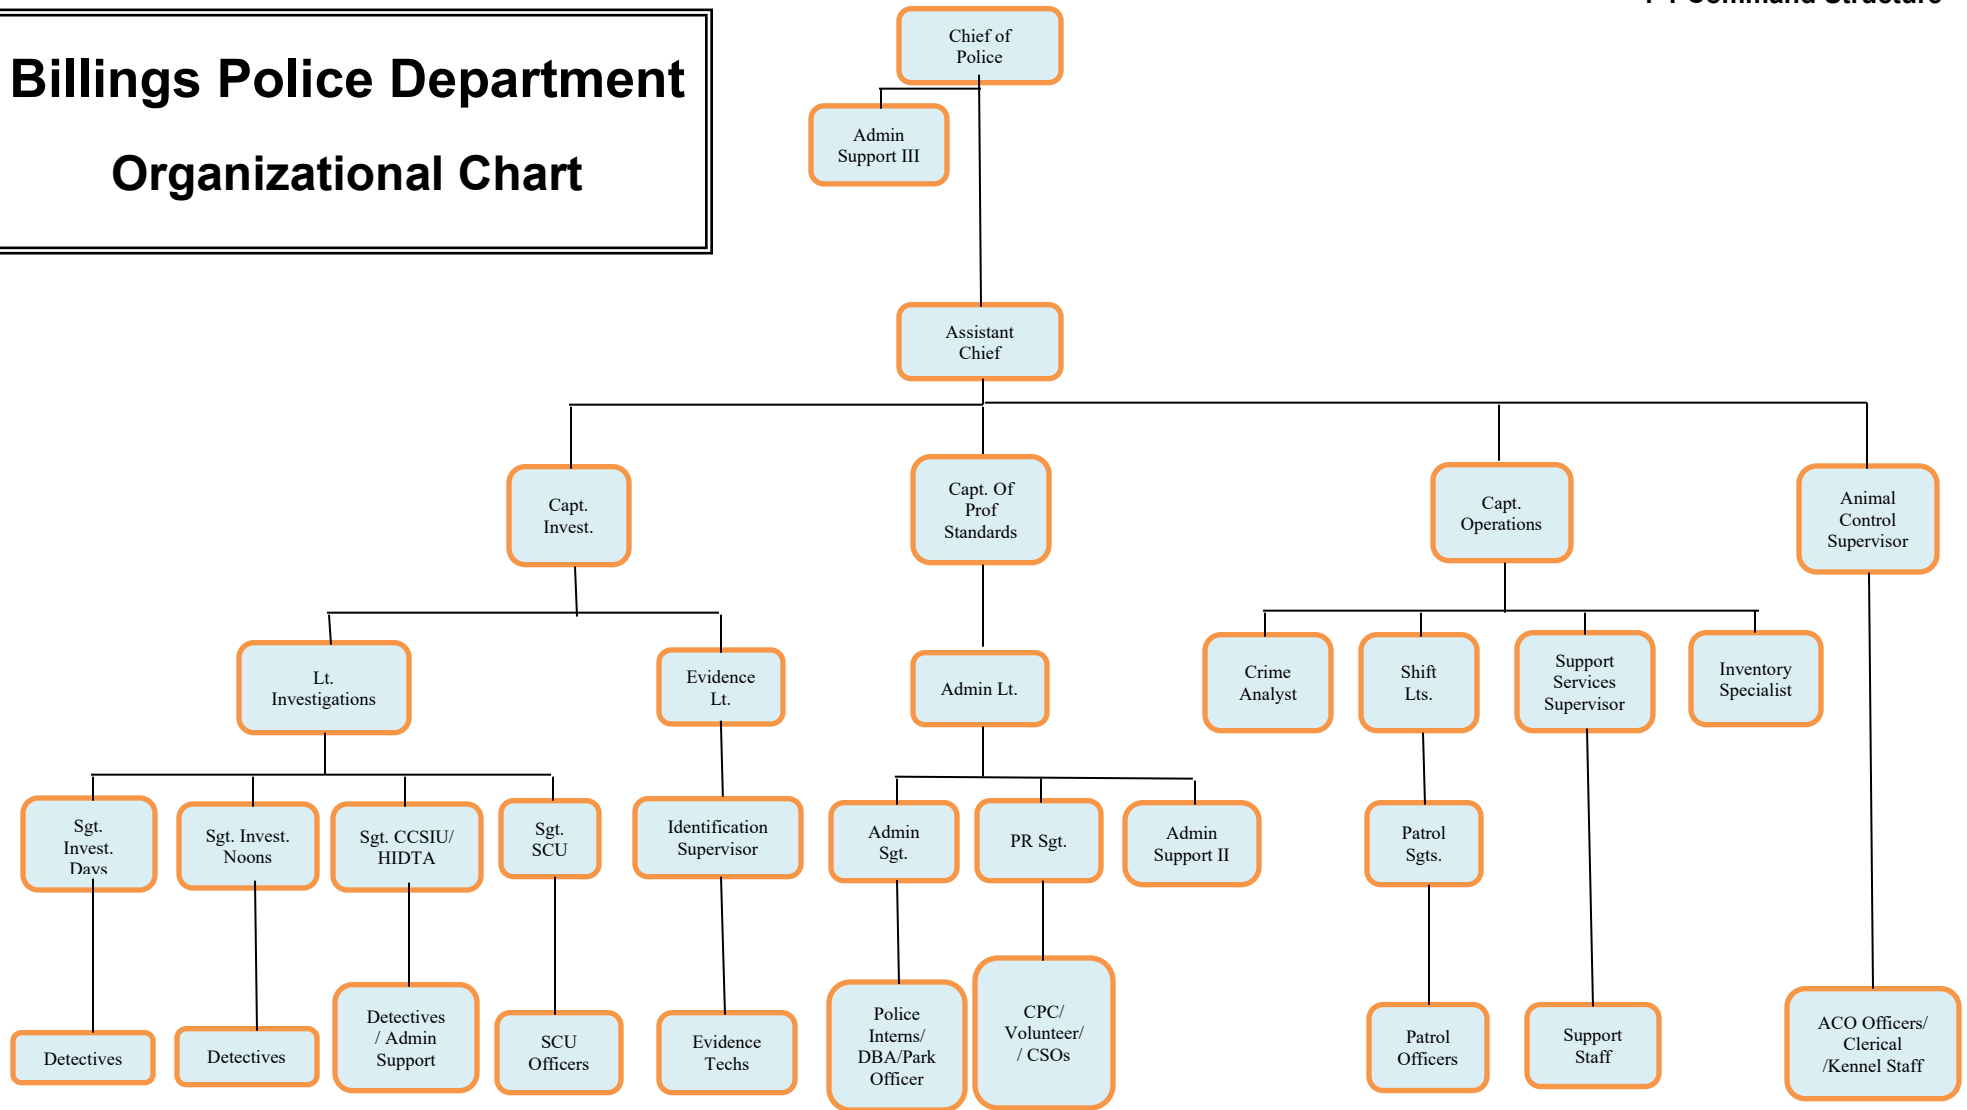 Command Structure
Billings Police Department
Organizational Chart
Chief of
Police
Admin
Support III
Assistant
Chief
Capt.
Invest.
Capt. Of
Prof
Standards
Capt.
Operations
Animal
Control
Supervisor
Lt.
Investigations
Evidence
Lt.
Admin Lt.
Crime
Analyst
Shift
Lts.
Support
Services
Supervisor
Inventory
Specialist
Sgt.
Invest.
Days
Sgt. Invest.
Noons
Sgt. CCSIU/
HIDTA
Sgt.
SCU
Identification
Supervisor
Admin
Sgt.
PR Sgt.
Admin
Support II
Patrol
Sgts.
Detectives
Detectives
Detectives
/ Admin
Support
SCU
Officers
Evidence
Techs
Police
Interns/
DBA/Park
Officer
CPC/
Volunteer/
/ CSOs
Patrol
Officers
Support
Staff
ACO Officers/
Clerical
/Kennel Staff